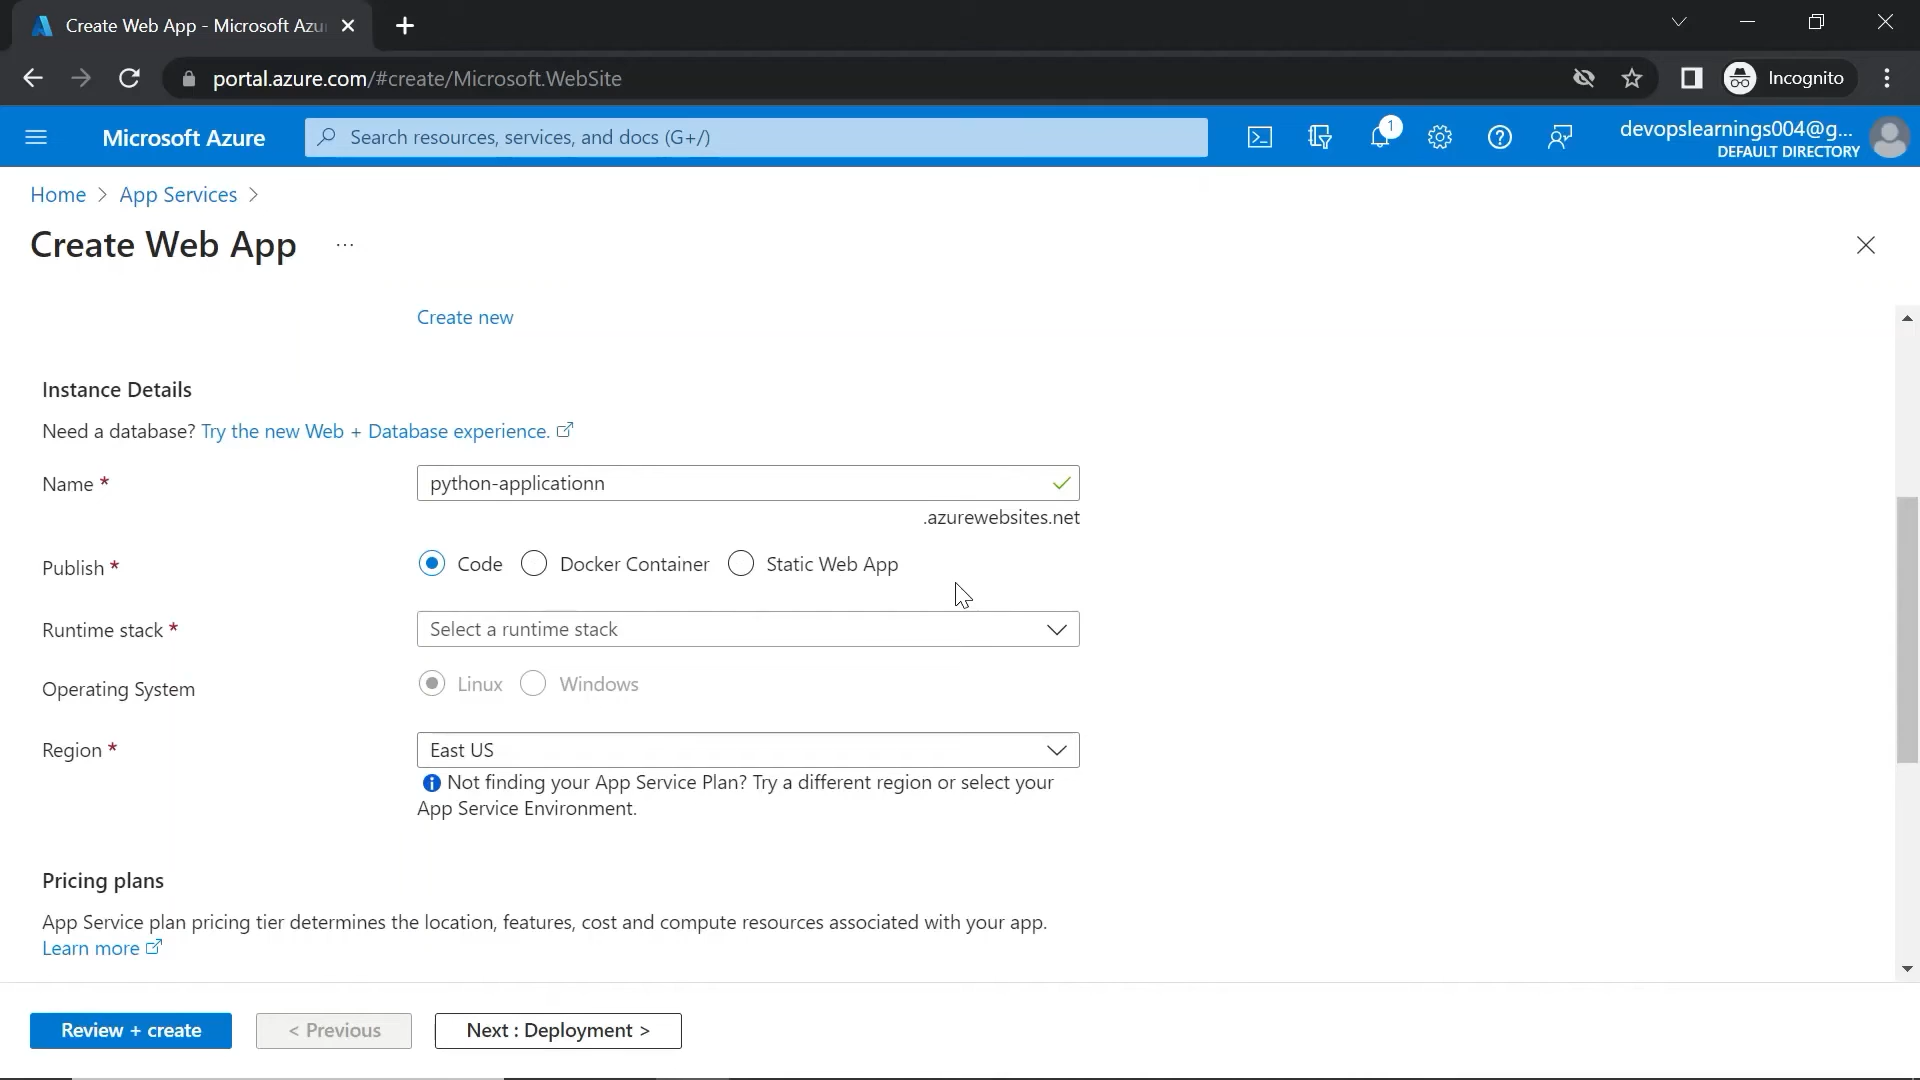 Create Web App - Microsoft Azu
portal.azure.com/#create/Microsoft.WebSite
Incognito
Microsoft Azure
Search resources, services, and docs (G+/)
1
devopslearnings004@g...
DEFAULT DIRECTORY
Home > App Services >
Create Web App ...
Create new
Instance Details
Need a database? Try the new Web + Database experience.
Name * python-applicationn
.azurewebsites.net
Publish * Code Docker Container Static Web App
Runtime stack * Select a runtime stack
Operating System Linux Windows
Region * East US
Not finding your App Service Plan? Try a different region or select your
App Service Environment.
Pricing plans
App Service plan pricing tier determines the location, features, cost and compute resources associated with your app.
Learn more
Review + create < Previous Next : Deployment >